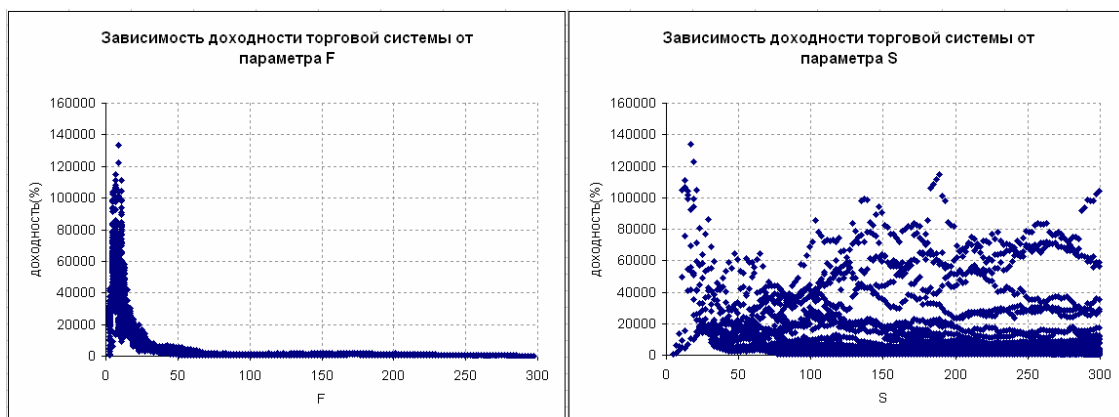 Зависимость доходности торговой системы от
параметра F
160000
140000
120000
100000
80000
60000
40000
20000
0
доходность(%)
0 50 100 150 200 250 300
F
Зависимость доходности торговой системы от
параметра S
160000
140000
120000
100000
80000
60000
40000
20000
0
доходность(%)
0 50 100 150 200 250 300
S